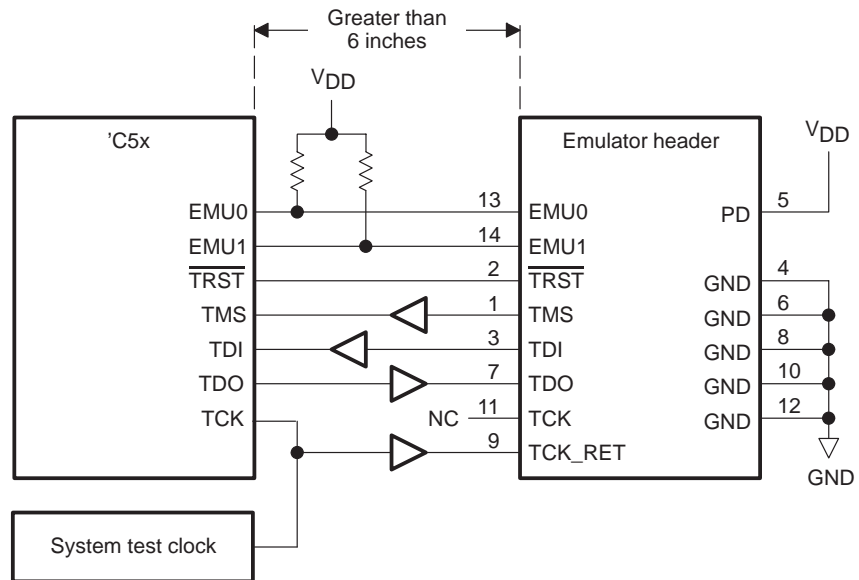 Greater than
6 inches
VDD
'C5x
Emulator header
VDD
EMU0
13
EMU0
PD
5
EMU1
14
EMU1
TRST
2
TRST
GND
4
TMS
1
TMS
GND
6
TDI
3
TDI
GND
8
TDO
7
TDO
GND
10
TCK
NC
11
TCK
GND
12
9
TCK_RET
GND
System test clock